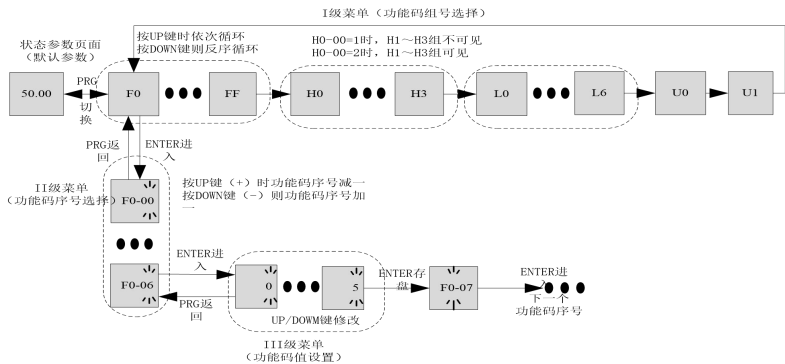 I级菜单（功能码组号选择）
状态参数页面
（默认参数）
按UP键时依次循环
按DOWN键则反序循环
H0-00=1时，H1～H3组不可见
H0-00=2时，H1～H3组可见
50.00
PRG
切换
F0
FF
H0
H3
L0
L6
U0
U1
PRG返
回
ENTER进
入
II级菜单
（功能码序号选择）
F0-00
按UP键（+）时功能码序号减一
按DOWN键（-）则功能码序号加
一
F0-06
ENTER进
入
PRG返
回
0
5
UP/DOWM键修改
ENTER存
盘
F0-07
ENTER进
入
下一个
功能码序号
III级菜单
（功能码值设置）